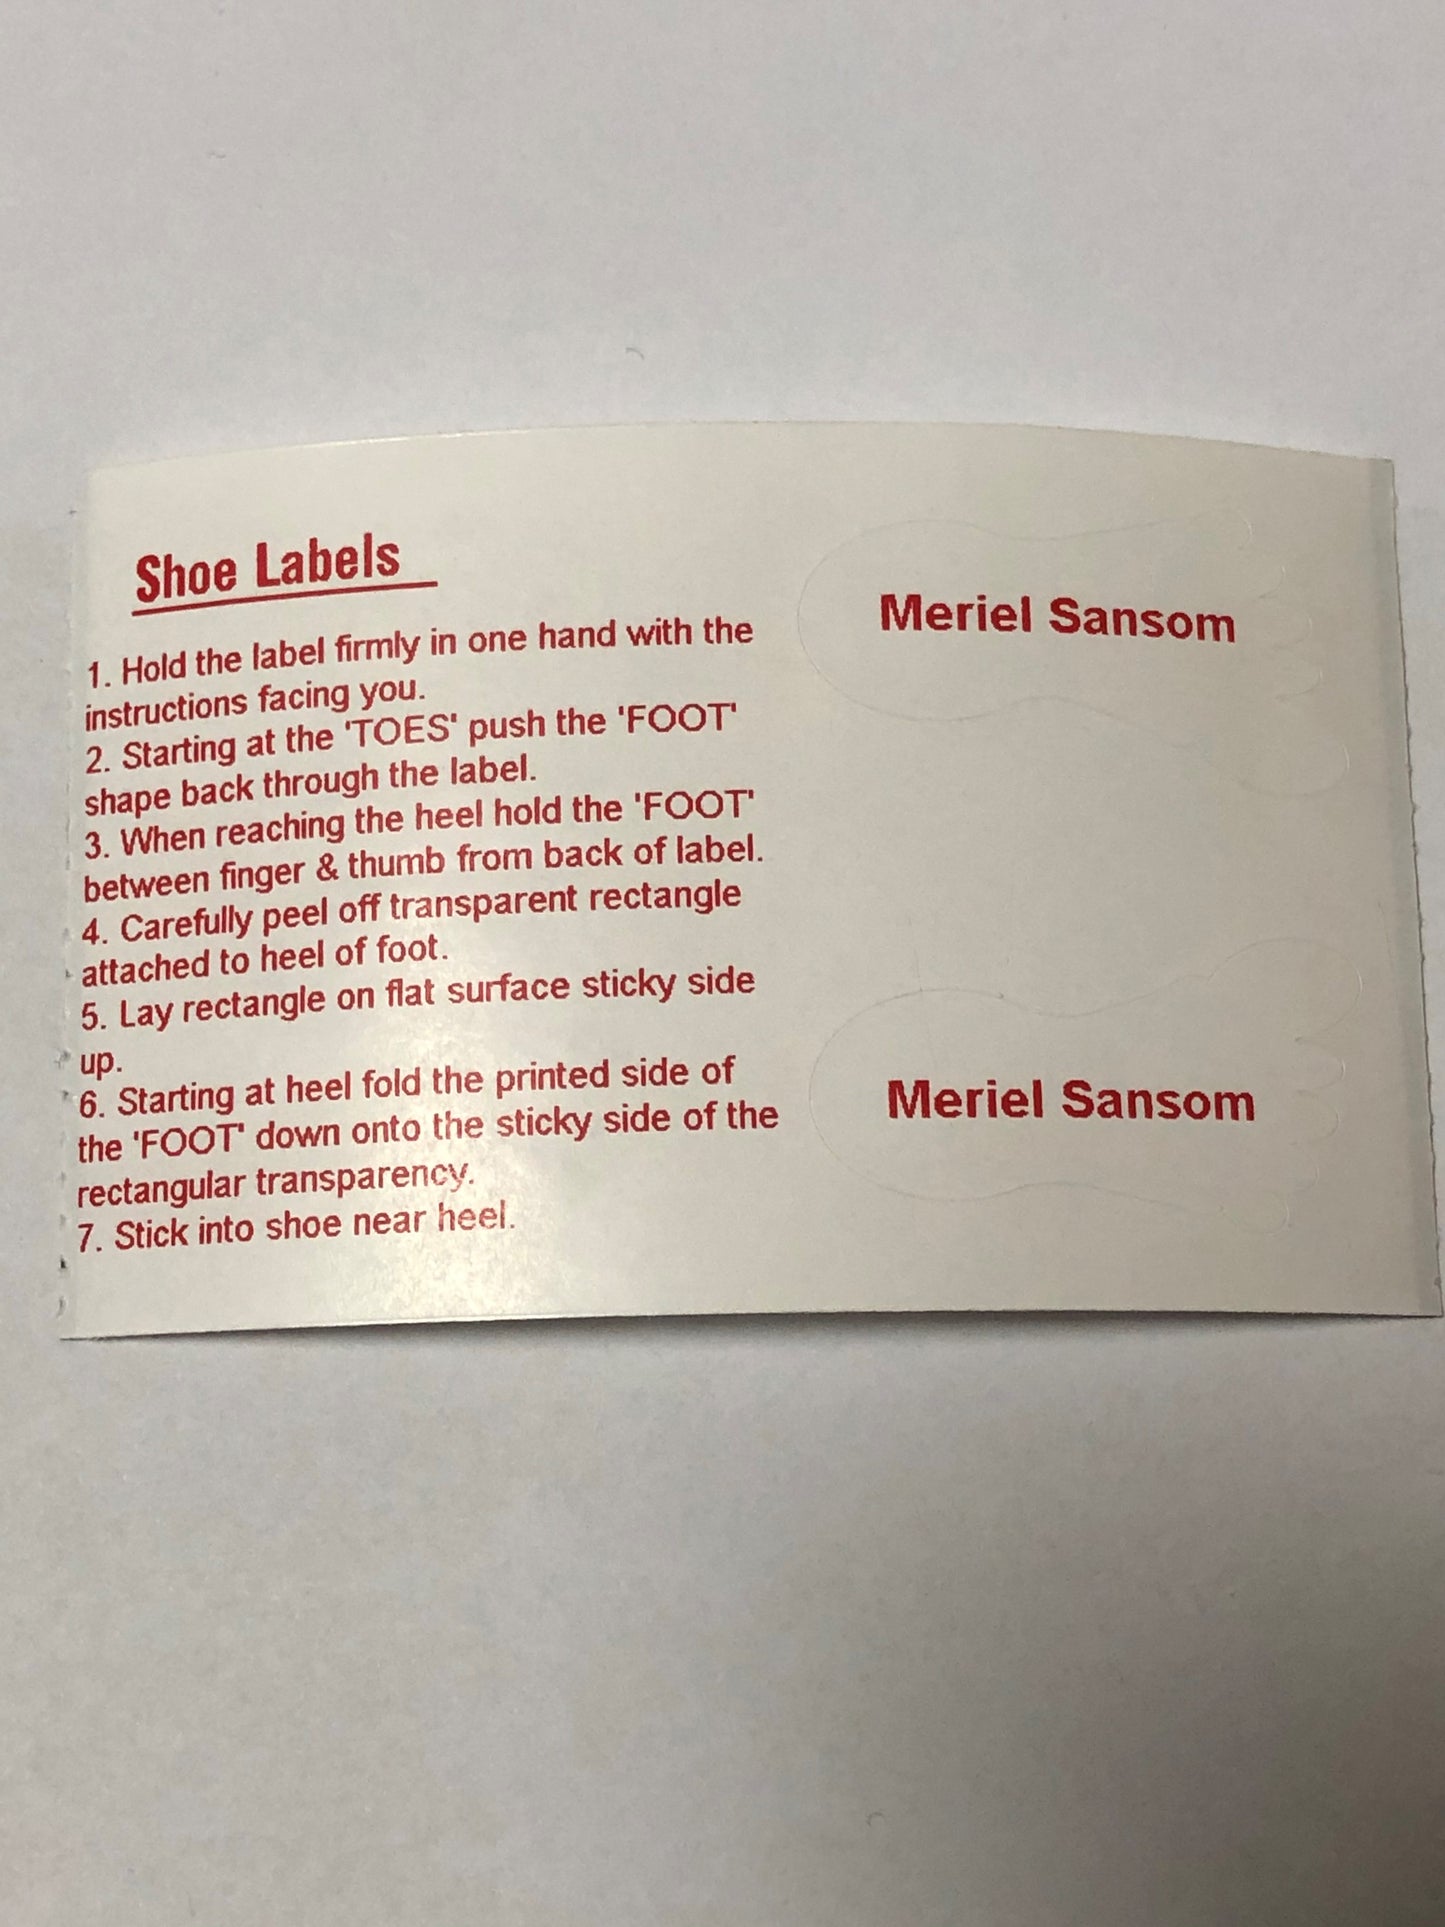 Shoe Labels
1. Hold the label firmly in one hand with the
instructions facing you.
2. Starting at the 'TOES' push the 'FOOT'
shape back through the label.
3. When reaching the heel hold the 'FOOT'
between finger & thumb from back of label.
4. Carefully peel off transparent rectangle
attached to heel of foot.
5. Lay rectangle on flat surface sticky side
up.
6. Starting at heel fold the printed side of
the 'FOOT' down onto the sticky side of the
rectangular transparency.
7. Stick into shoe near heel.
Meriel Sansom
Meriel Sansom